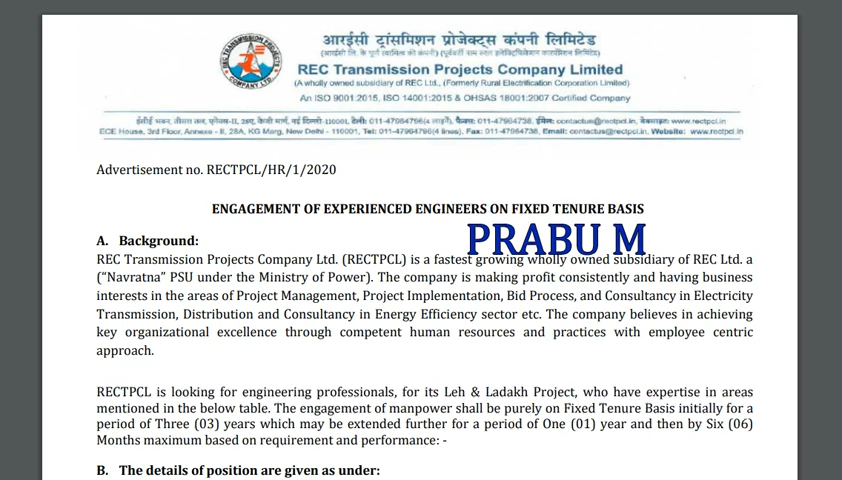 REC TRANSMISSION PROJECTS COMPANY LTD.
आरईसी ट्रांसमिशन प्रोजेक्ट्स कंपनी लिमिटेड
REC Transmission Projects Company Limited
(A wholly owned subsidiary of REC Ltd., (Formerly Rural Electrification Corporation Limited)
An ISO 9001:2015, ISO 14001:2015 & OHSAS 18001:2007 Certified Company
ECE House, 3rd Floor, Annexe - II, 28A, KG Marg, New Delhi - 110001, Tel: 011-47964796(4 lines), Fax: 011-47964738, Email: contactus@rectpcl.in, Website: www.rectpcl.in
Advertisement no. RECTPCL/HR/1/2020
ENGAGEMENT OF EXPERIENCED ENGINEERS ON FIXED TENURE BASIS
PRABU M
A. Background:
REC Transmission Projects Company Ltd. (RECTPCL) is a fastest growing wholly owned subsidiary of REC Ltd. a
(“Navratna” PSU under the Ministry of Power). The company is making profit consistently and having business
interests in the areas of Project Management, Project Implementation, Bid Process, and Consultancy in Electricity
Transmission, Distribution and Consultancy in Energy Efficiency sector etc. The company believes in achieving
key organizational excellence through competent human resources and practices with employee centric
approach.
RECTPCL is looking for engineering professionals, for its Leh & Ladakh Project, who have expertise in areas
mentioned in the below table. The engagement of manpower shall be purely on Fixed Tenure Basis initially for a
period of Three (03) years which may be extended further for a period of One (01) year and then by Six (06)
Months maximum based on requirement and performance: -
B. The details of position are given as under: